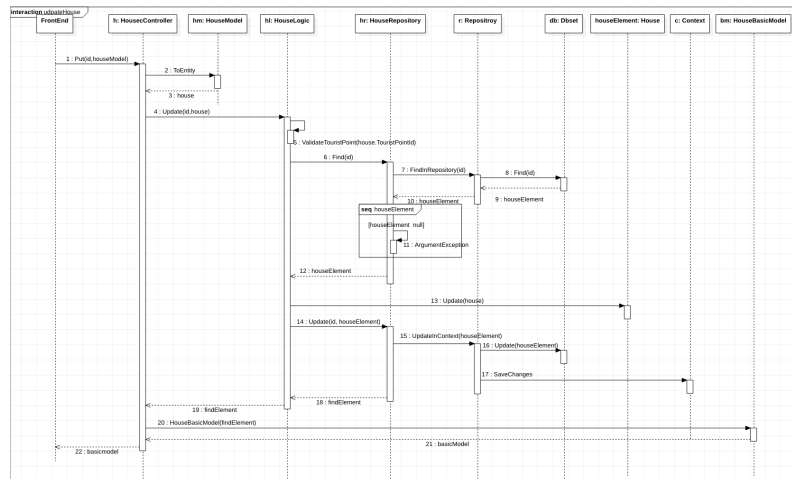 interaction udpateHouse
FrontEnd
h: HousecController
hm: HouseModel
hl: HouseLogic
hr: HouseRepository
r: Repositroy
db: Dbset
houseElement: House
c: Context
bm: HouseBasicModel
1 : Put(id,houseModel)
2 : ToEntity
3 : house
4 : Update(id,house)
5 : ValidateTouristPoint(house.TouristPointId)
6 : Find(id)
7 : FindInRepository(id)
8 : Find(id)
9 : houseElement
10 : houseElement
seq houseElement
[houseElement null]
11 : ArgumentException
12 : houseElement
13 : Update(house)
14 : Update(id, houseElement)
15 : UpdateInContext(houseElement)
16 : Update(houseElement)
17 : SaveChanges
18 : findElement
19 : findElement
20 : HouseBasicModel(findElement)
21 : basicModel
22 : basicmodel